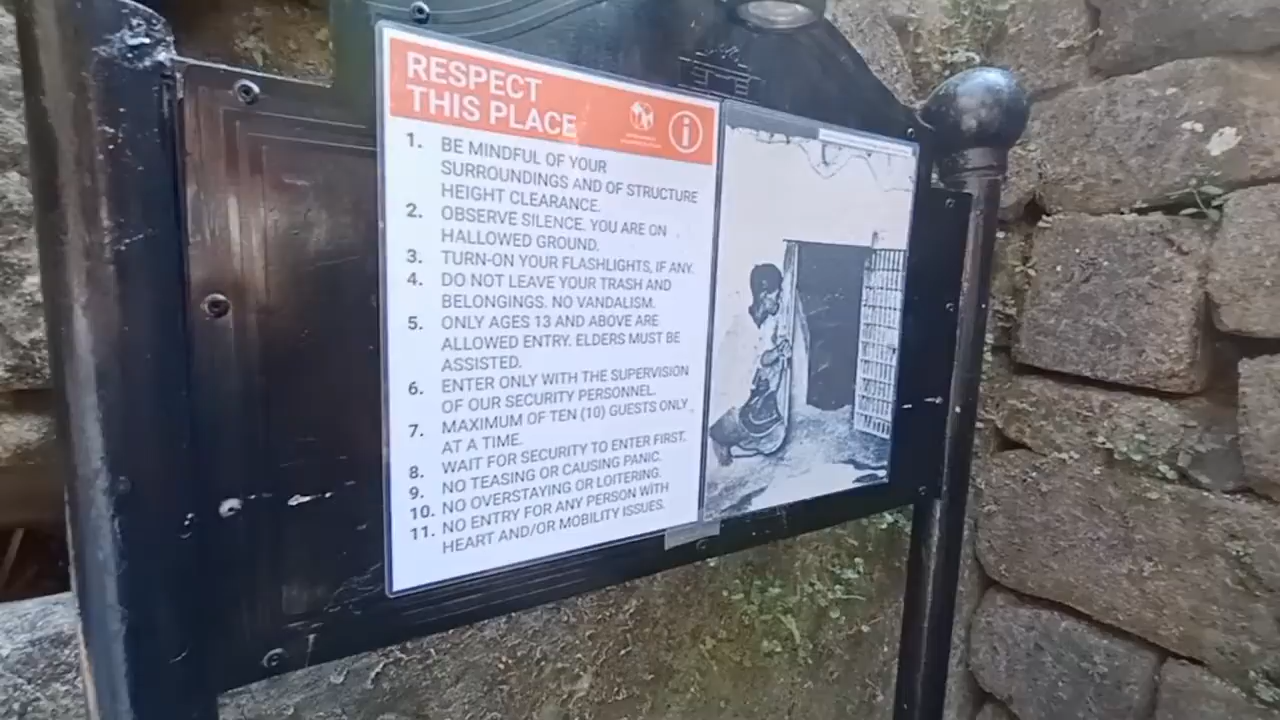 RESPECT
THIS PLACE
1. BE MINDFUL OF YOUR
SURROUNDINGS AND OF STRUCTURE
HEIGHT CLEARANCE.
2. OBSERVE SILENCE. YOU ARE ON
HALLOWED GROUND.
3. TURN-ON YOUR FLASHLIGHTS, IF ANY.
4. DO NOT LEAVE YOUR TRASH AND
BELONGINGS. NO VANDALISM.
5. ONLY AGES 13 AND ABOVE ARE
ALLOWED ENTRY. ELDERS MUST BE
ASSISTED.
6. ENTER ONLY WITH THE SUPERVISION
OF OUR SECURITY PERSONNEL.
7. MAXIMUM OF TEN (10) GUESTS ONLY
AT A TIME.
8. WAIT FOR SECURITY TO ENTER FIRST.
9. NO TEASING OR CAUSING PANIC.
10. NO OVERSTAYING OR LOITERING.
11. NO ENTRY FOR ANY PERSON WITH
HEART AND/OR MOBILITY ISSUES.